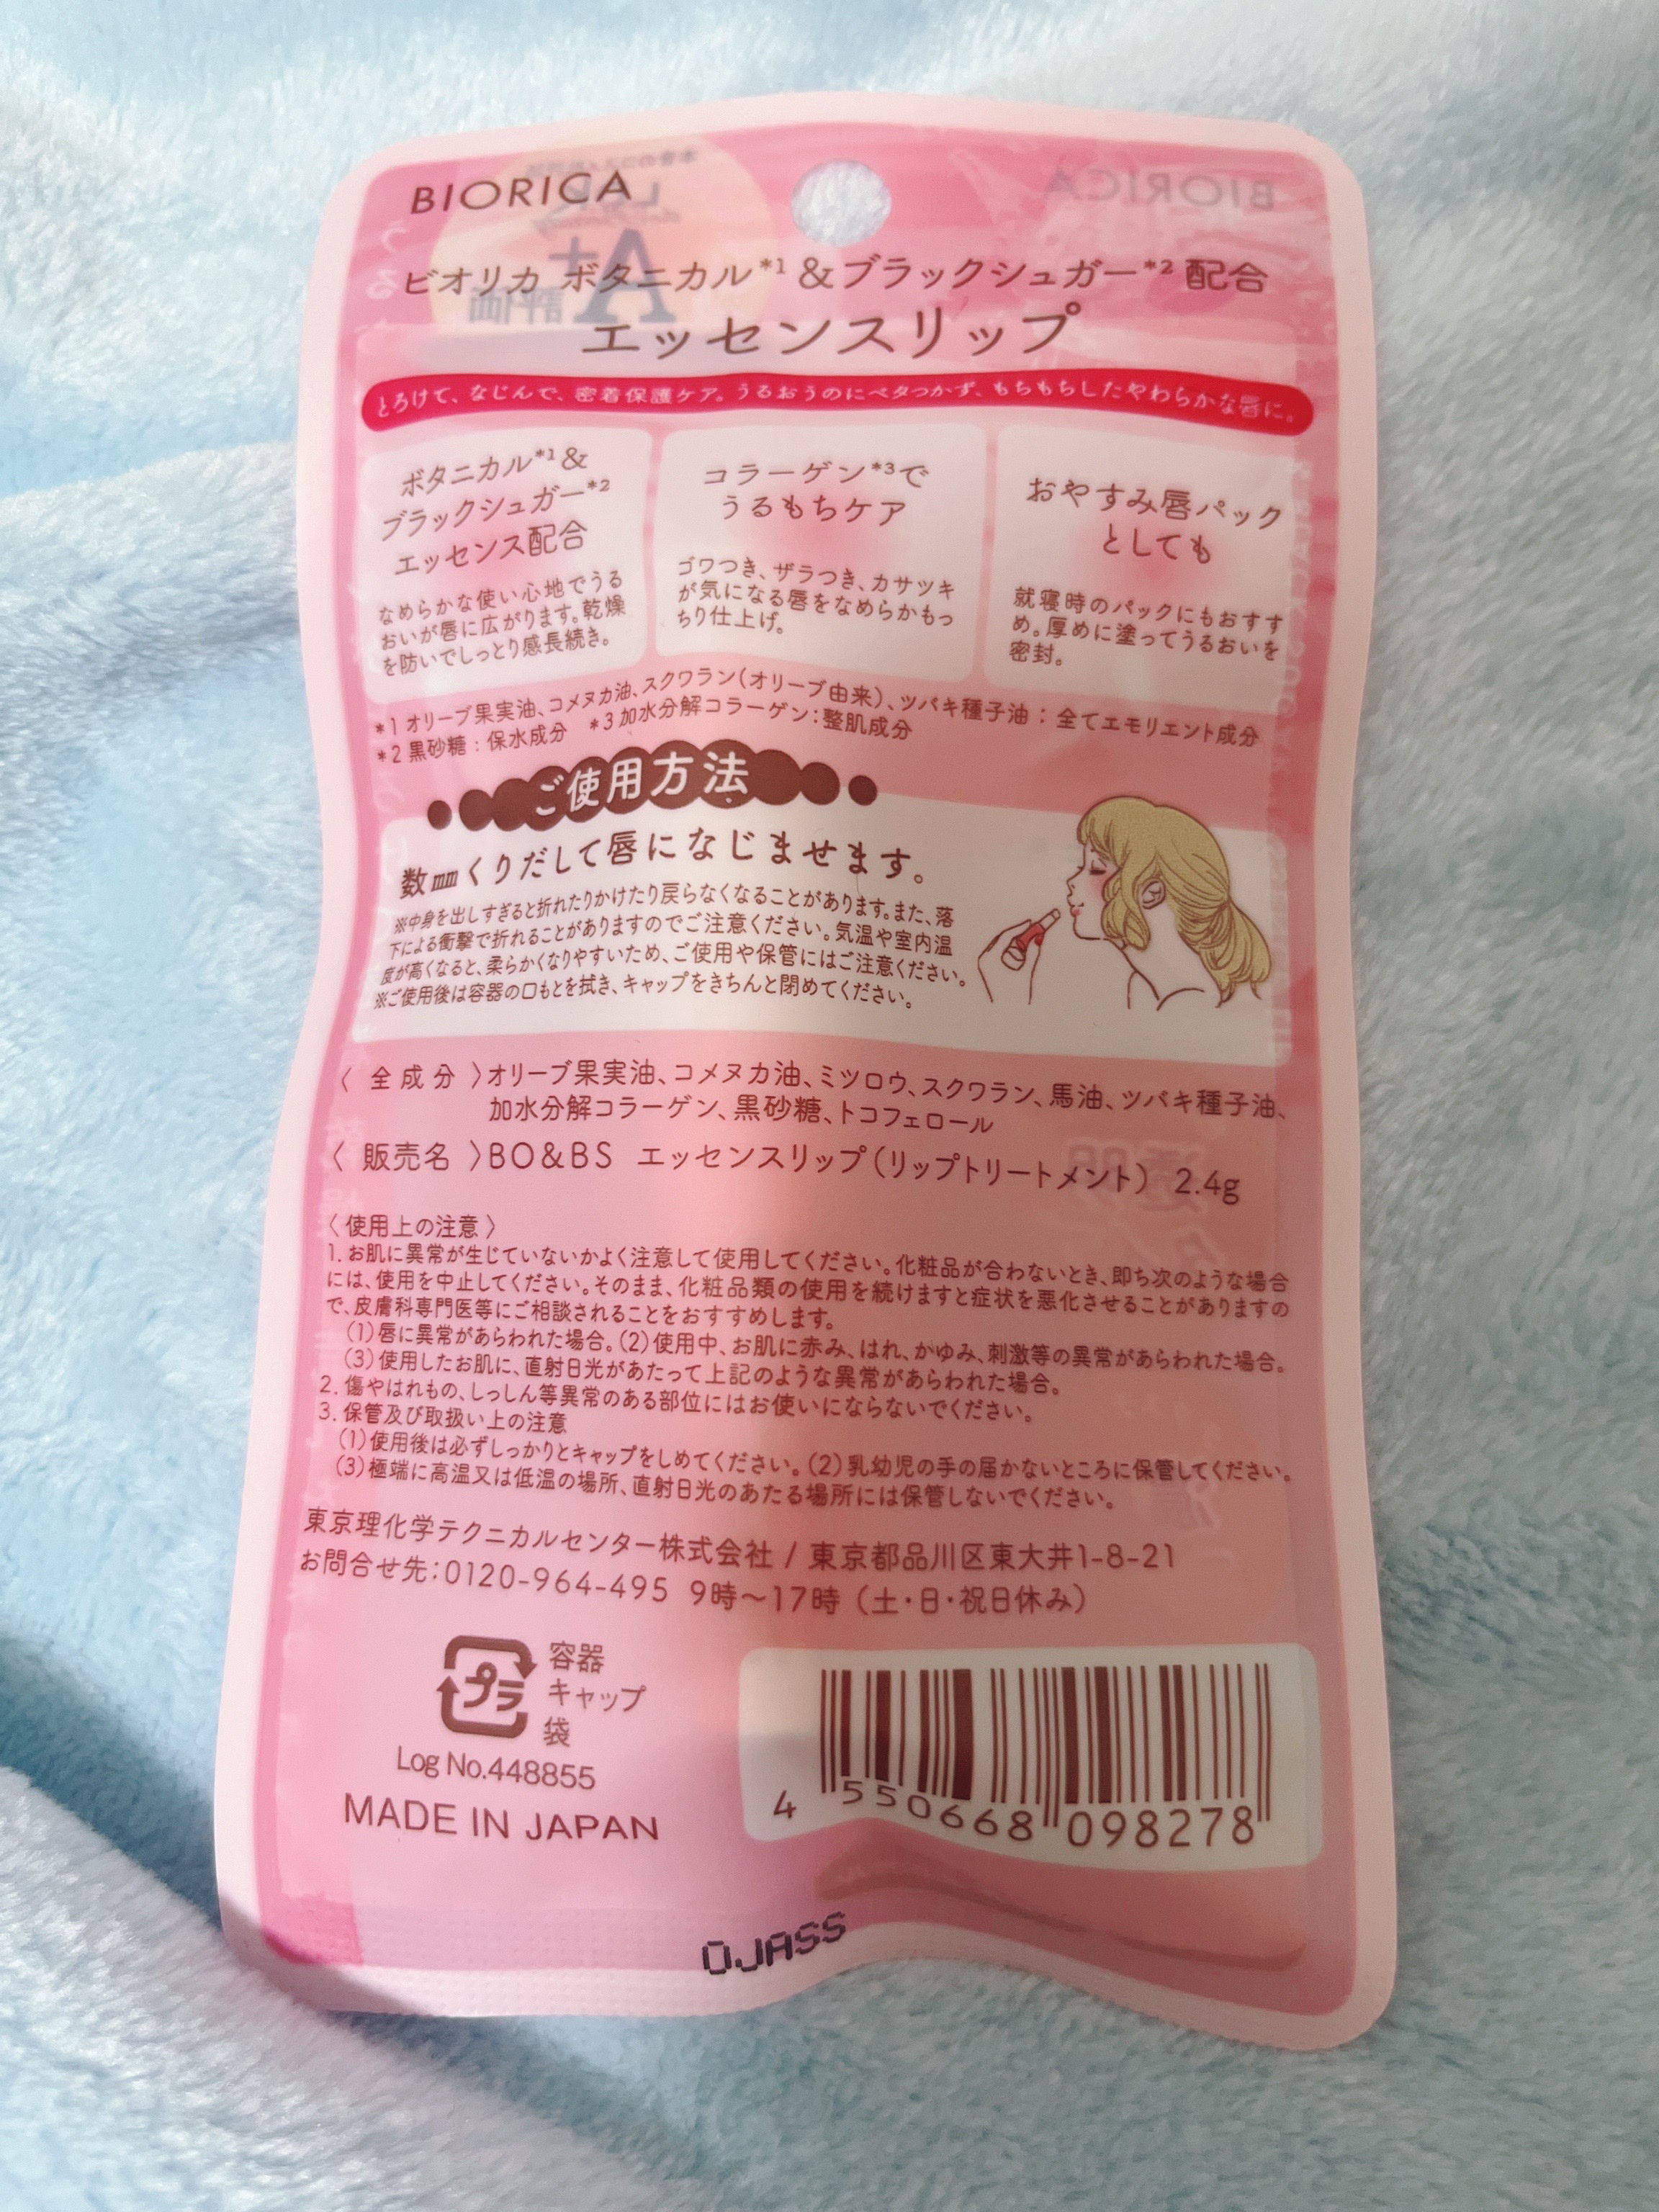 BIORICA
ビオリカ ボタニカル*1&ブラックシュガー*2配合
エッセンスリップ
とろけて、なじんで、密着保護ケア。うるおうのにベタつかず、もちもちしたやわらかな唇に。
ボタニカル*1&
ブラックシュガー*2
エッセンス配合
なめらかな使い心地でうる
おいが唇に広がります。乾燥
を防いでしっとり感長続き。
コラーゲン*3で
うるもちケア
ゴワつき、ザラつき、カサツキ
が気になる唇をなめらかもっ
ちり仕上げ。
おやすみ唇パック
としても
就寝時のパックにもおすす
め。厚めに塗ってうるおいを
密封。
*1 オリーブ果実油、コメヌカ油、スクワラン(オリーブ由来)、ツバキ種子油:全てエモリエント成分
*2 黒砂糖:保水成分 *3 加水分解コラーゲン:整肌成分
ご使用方法
数㎜くりだして唇になじませます。
※中身を出しすぎると折れたりかけたり戻らなくなることがあります。また、落
下による衝撃で折れることがありますのでご注意ください。気温や室内温
度が高くなると、柔らかくなりやすいため、ご使用や保管にはご注意ください。
※ご使用後は容器の口もとを拭き、キャップをきちんと閉めてください。
〈 全成分 〉オリーブ果実油、コメヌカ油、ミツロウ、スクワラン、馬油、ツバキ種子油、
加水分解コラーゲン、黒砂糖、トコフェロール
〈 販売名 〉BO&BS エッセンスリップ(リップトリートメント) 2.4g
〈使用上の注意〉
1. お肌に異常が生じていないかよく注意して使用してください。化粧品が合わないとき、即ち次のような場合
には、使用を中止してください。そのまま、化粧品類の使用を続けますと症状を悪化させることがありますの
で、皮膚科専門医等にご相談されることをおすすめします。
(1)唇に異常があらわれた場合。(2)使用中、お肌に赤み、はれ、かゆみ、刺激等の異常があらわれた場合。
(3)使用したお肌に、直射日光があたって上記のような異常があらわれた場合。
2. 傷やはれもの、しっしん等異常のある部位にはお使いにならないでください。
3. 保管及び取扱い上の注意
(1)使用後は必ずしっかりとキャップをしめてください。(2)乳幼児の手の届かないところに保管してください。
(3)極端に高温又は低温の場所、直射日光のあたる場所には保管しないでください。
東京理化学テクニカルセンター株式会社 / 東京都品川区東大井1-8-21
お問合せ先:0120-964-495 9時〜17時(土・日・祝日休み)
プラ
容器
キャップ
袋
Log No.448855
MADE IN JAPAN
4 550668 098278
OJASS